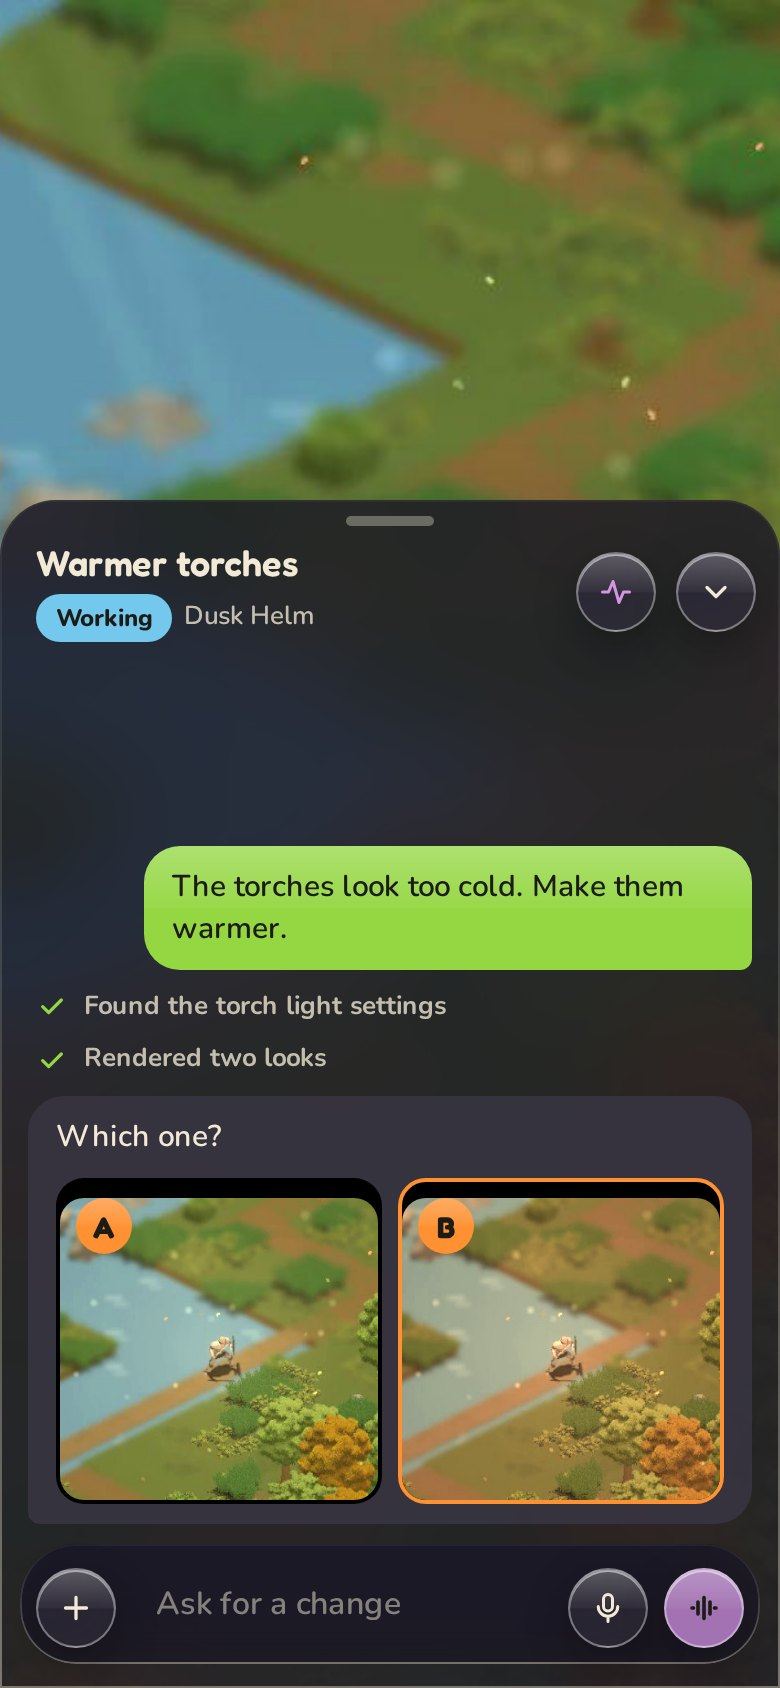 Warmer torches
Working
Dusk Helm
The torches look too cold. Make them
warmer.
Found the torch light settings
Rendered two looks
Which one?
A
B
Ask for a change